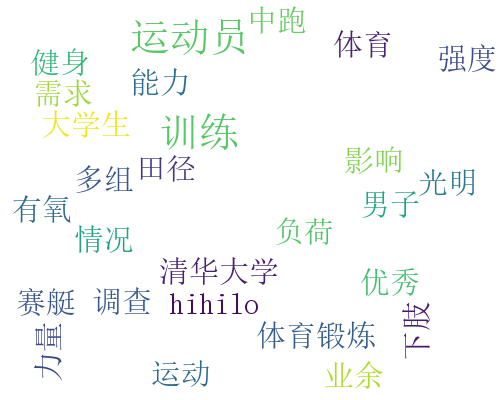 运动员 中跑
体育 强度
健身 能力
需求
大学生 训练
影响
多组 田径 光明
有氧 男子
情况 负荷
清华大学 优秀
赛艇 调查 hihilo
下肢
力量 体育锻炼
运动 业余